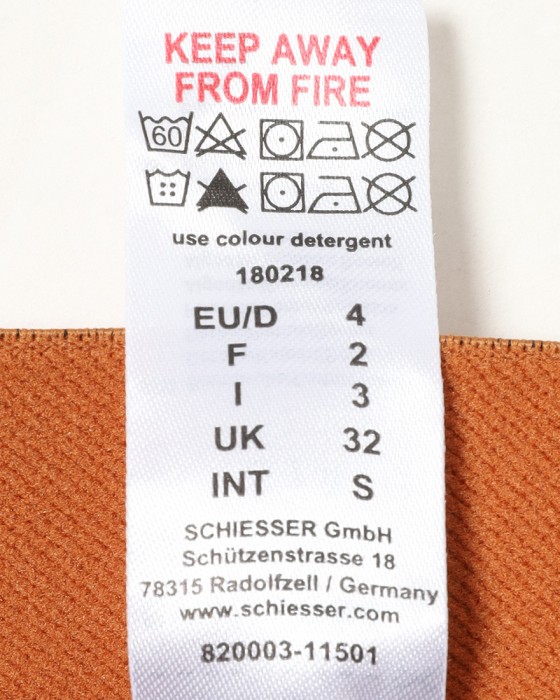 KEEP AWAY
FROM FIRE
60
use colour detergent
180218
EU/D 4
F 2
I 3
UK 32
INT S
SCHIESSER GmbH
Schützenstrasse 18
78315 Radolfzell / Germany
www.schiesser.com
820003-11501